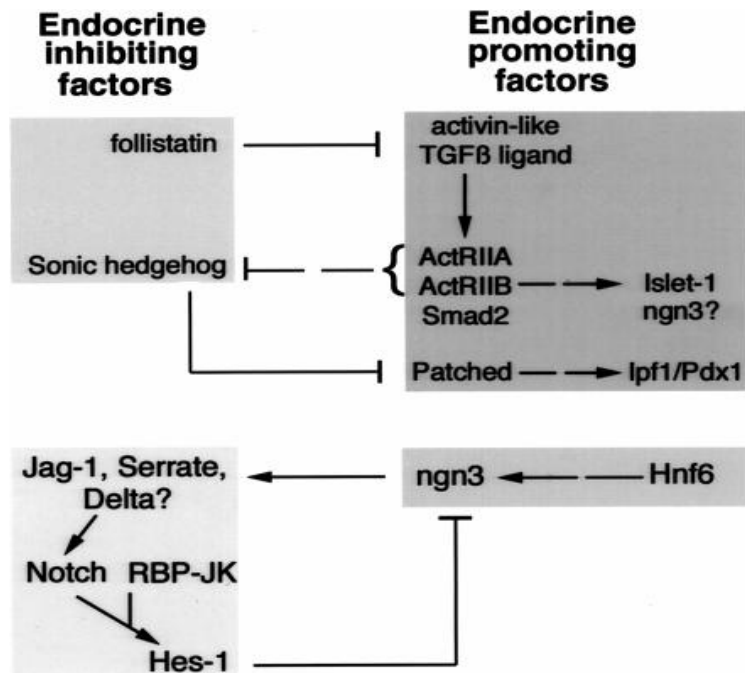 Endocrine
inhibiting
factors
Endocrine
promoting
factors
follistatin
activin-like
TGFß ligand
Sonic hedgehog
{
ActRIIA
ActRIIB
Smad2
Islet-1
ngn3?
Patched
Ipf1/Pdx1
Jag-1, Serrate,
Delta?
ngn3
Hnf6
Notch RBP-JK
Hes-1